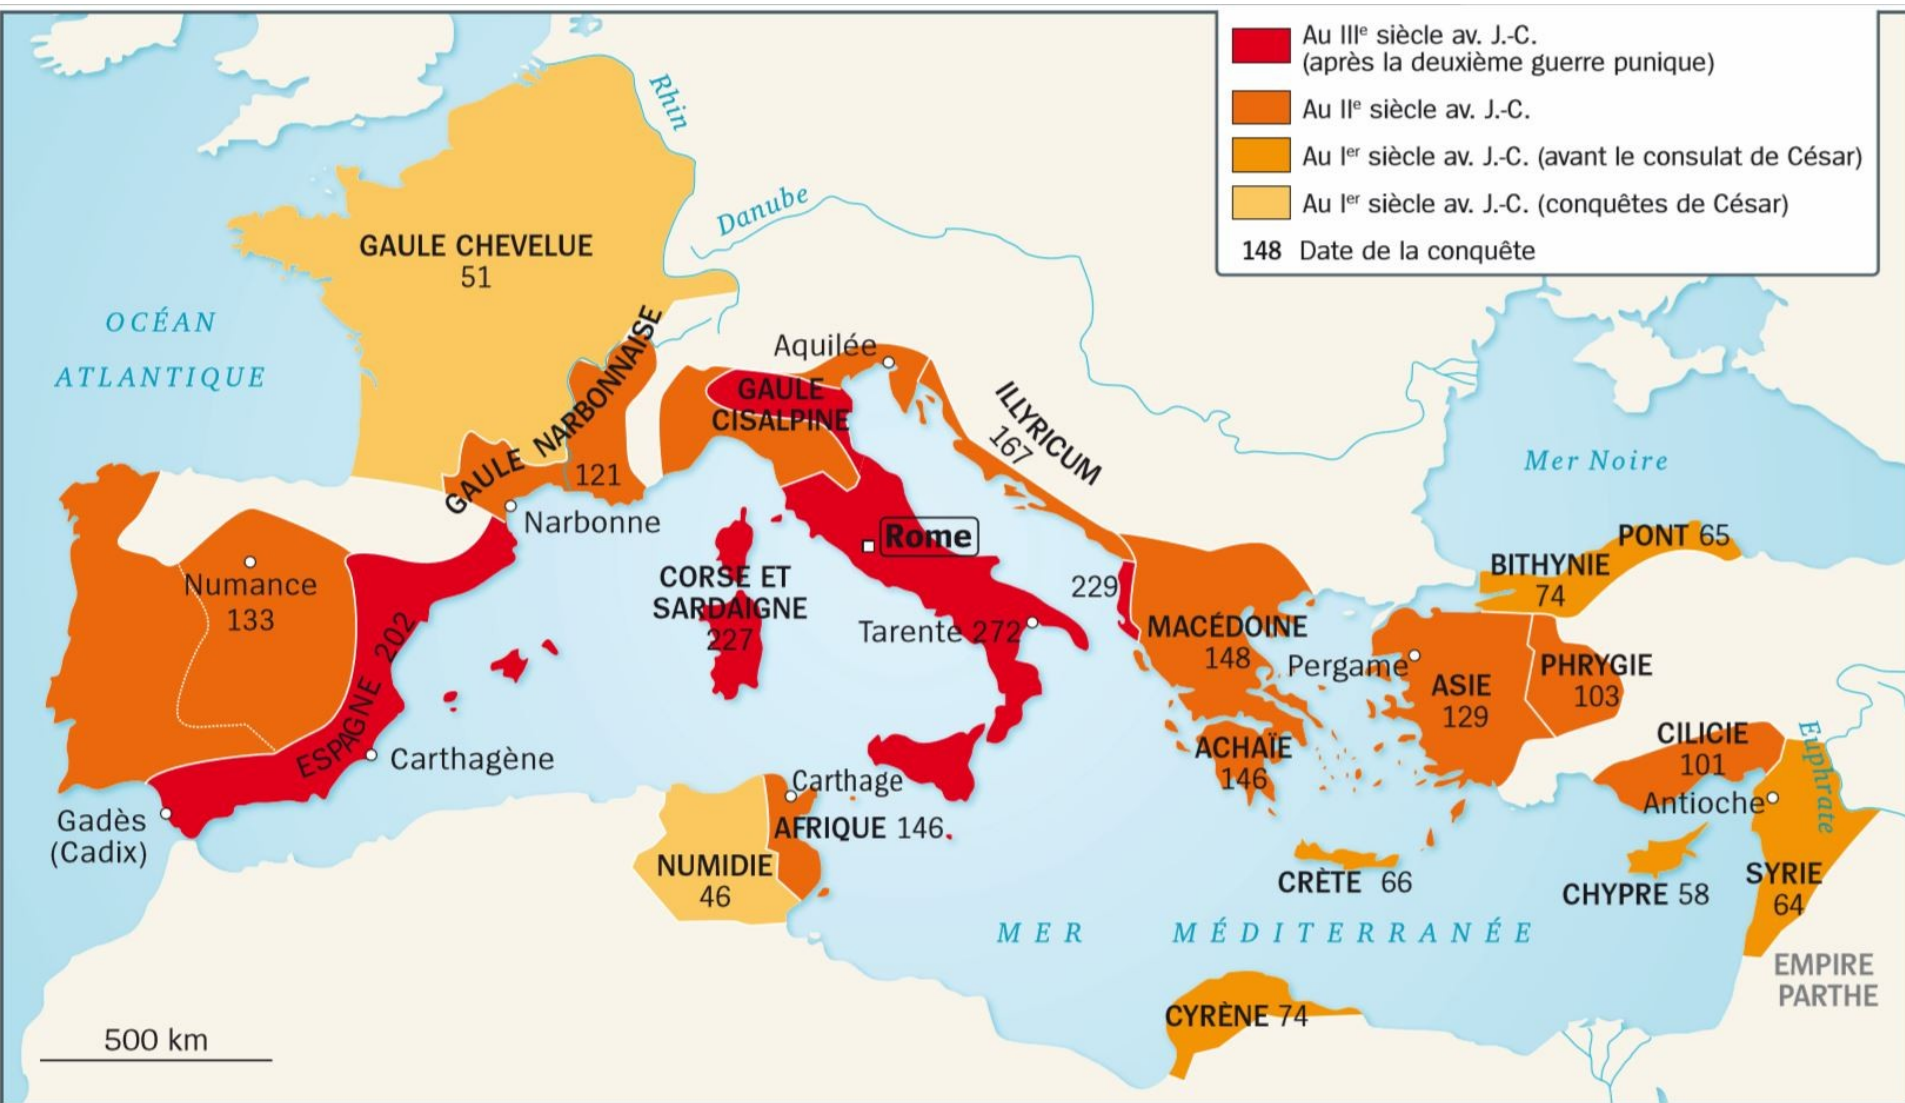 Au IIIe siècle av. J.-C.
(après la deuxième guerre punique)
Au IIe siècle av. J.-C.
Au Ier siècle av. J.-C. (avant le consulat de César)
Au Ier siècle av. J.-C. (conquêtes de César)
148 Date de la conquête
Rhin
Danube
GAULE CHEVELUE
51
OCÉAN
ATLANTIQUE
GAULE NARBONNAISE
121
Narbonne
Aquilée
GAULE
CISALPINE
ILLYRICUM
167
Mer Noire
Numance
133
ESPAGNE 202
Carthagène
Gadès
(Cadix)
CORSE ET
SARDAIGNE
227
Rome
Tarente 272
229
MACÉDOINE
148
ACHAÏE
146
Pergame
ASIE
129
PHRYGIE
103
BITHYNIE
74
PONT 65
CILICIE
101
Antioche
Euphrate
SYRIE
64
CHYPRE 58
CRÈTE 66
Carthage
AFRIQUE 146
NUMIDIE
46
MER MÉDITERRANÉE
CYRÈNE 74
EMPIRE
PARTHE
500 km